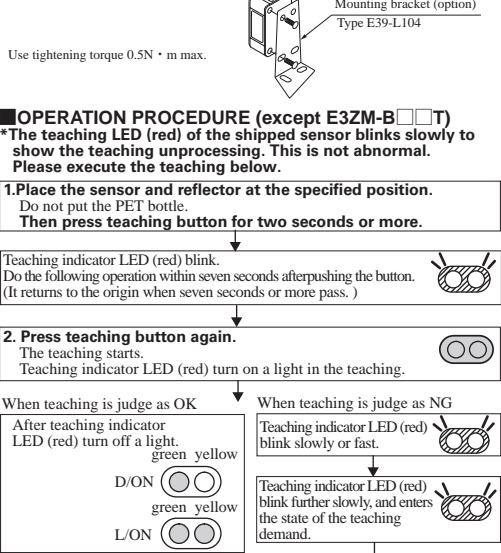 Mounting bracket (option)
Type E39-L104
Use tightening torque 0.5N・m max.
■OPERATION PROCEDURE (except E3ZM-B□□T)
*The teaching LED (red) of the shipped sensor blinks slowly to
show the teaching unprocessing. This is not abnormal.
Please execute the teaching below.
1.Place the sensor and reflector at the specified position.
Do not put the PET bottle.
Then press teaching button for two seconds or more.
Teaching indicator LED (red) blink.
Do the following operation within seven seconds afterpushing the button.
(It returns to the origin when seven seconds or more pass. )
2. Press teaching button again.
The teaching starts.
Teaching indicator LED (red) turn on a light in the teaching.
When teaching is judge as OK
After teaching indicator
LED (red) turn off a light.
green yellow
D/ON
green yellow
L/ON
When teaching is judge as NG
Teaching indicator LED (red)
blink slowly or fast.
Teaching indicator LED (red)
blink further slowly, and enters
the state of the teaching
demand.